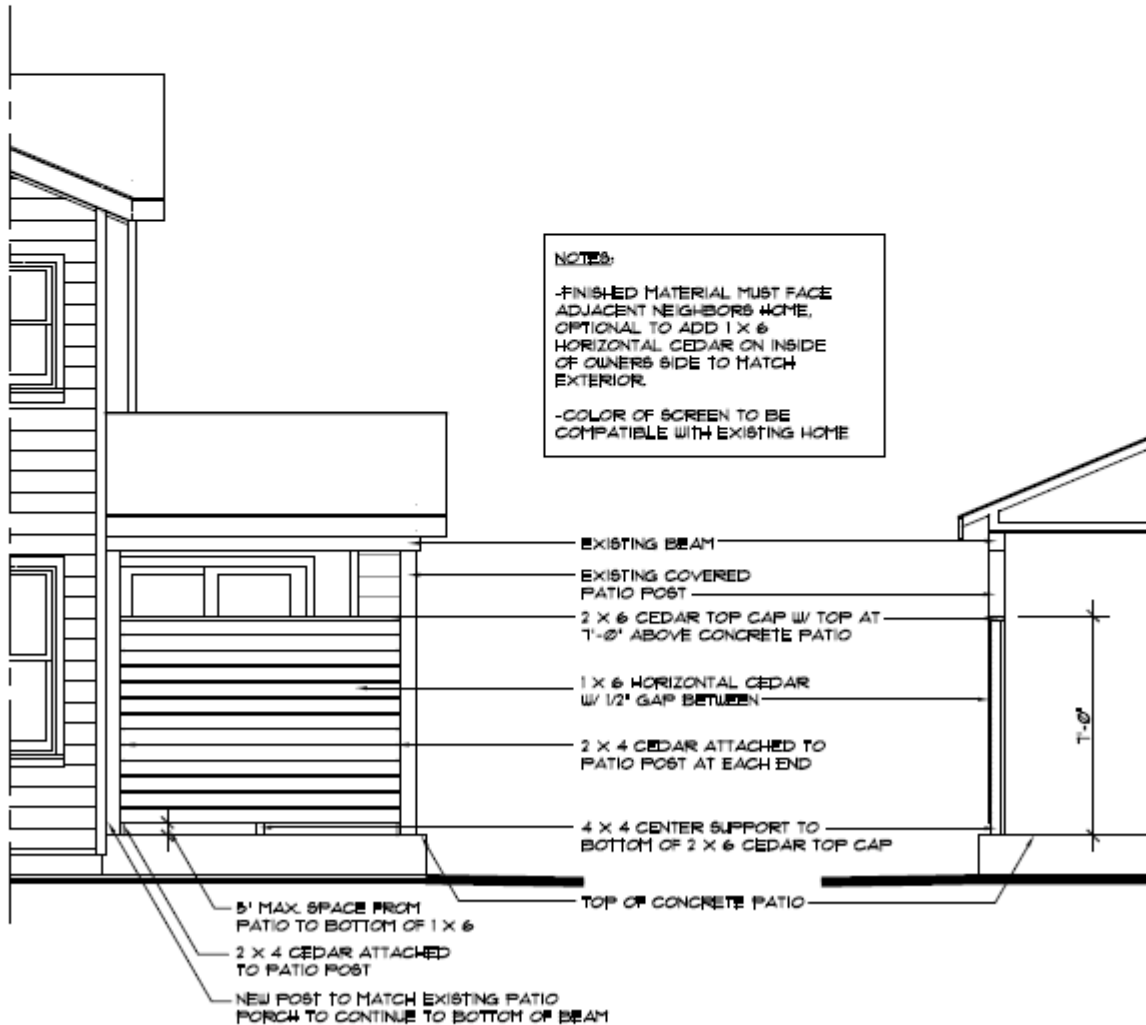 NOTES:
-FINISHED MATERIAL MUST FACE
ADJACENT NEIGHBORS HOME,
OPTIONAL TO ADD 1 X 6
HORIZONTAL CEDAR ON INSIDE
OF OWNERS SIDE TO MATCH
EXTERIOR.
-COLOR OF SCREEN TO BE
COMPATIBLE WITH EXISTING HOME
EXISTING BEAM
EXISTING COVERED
PATIO POST
2 X 6 CEDAR TOP CAP W/ TOP AT
7'-0" ABOVE CONCRETE PATIO
1 X 6 HORIZONTAL CEDAR
W/ 1/2" GAP BETWEEN
7'-0"
2 X 4 CEDAR ATTACHED TO
PATIO POST AT EACH END
4 X 4 CENTER SUPPORT TO
BOTTOM OF 2 X 6 CEDAR TOP CAP
TOP OF CONCRETE PATIO
5" MAX. SPACE FROM
PATIO TO BOTTOM OF 1 X 6
2 X 4 CEDAR ATTACHED
TO PATIO POST
NEW POST TO MATCH EXISTING PATIO
PORCH TO CONTINUE TO BOTTOM OF BEAM